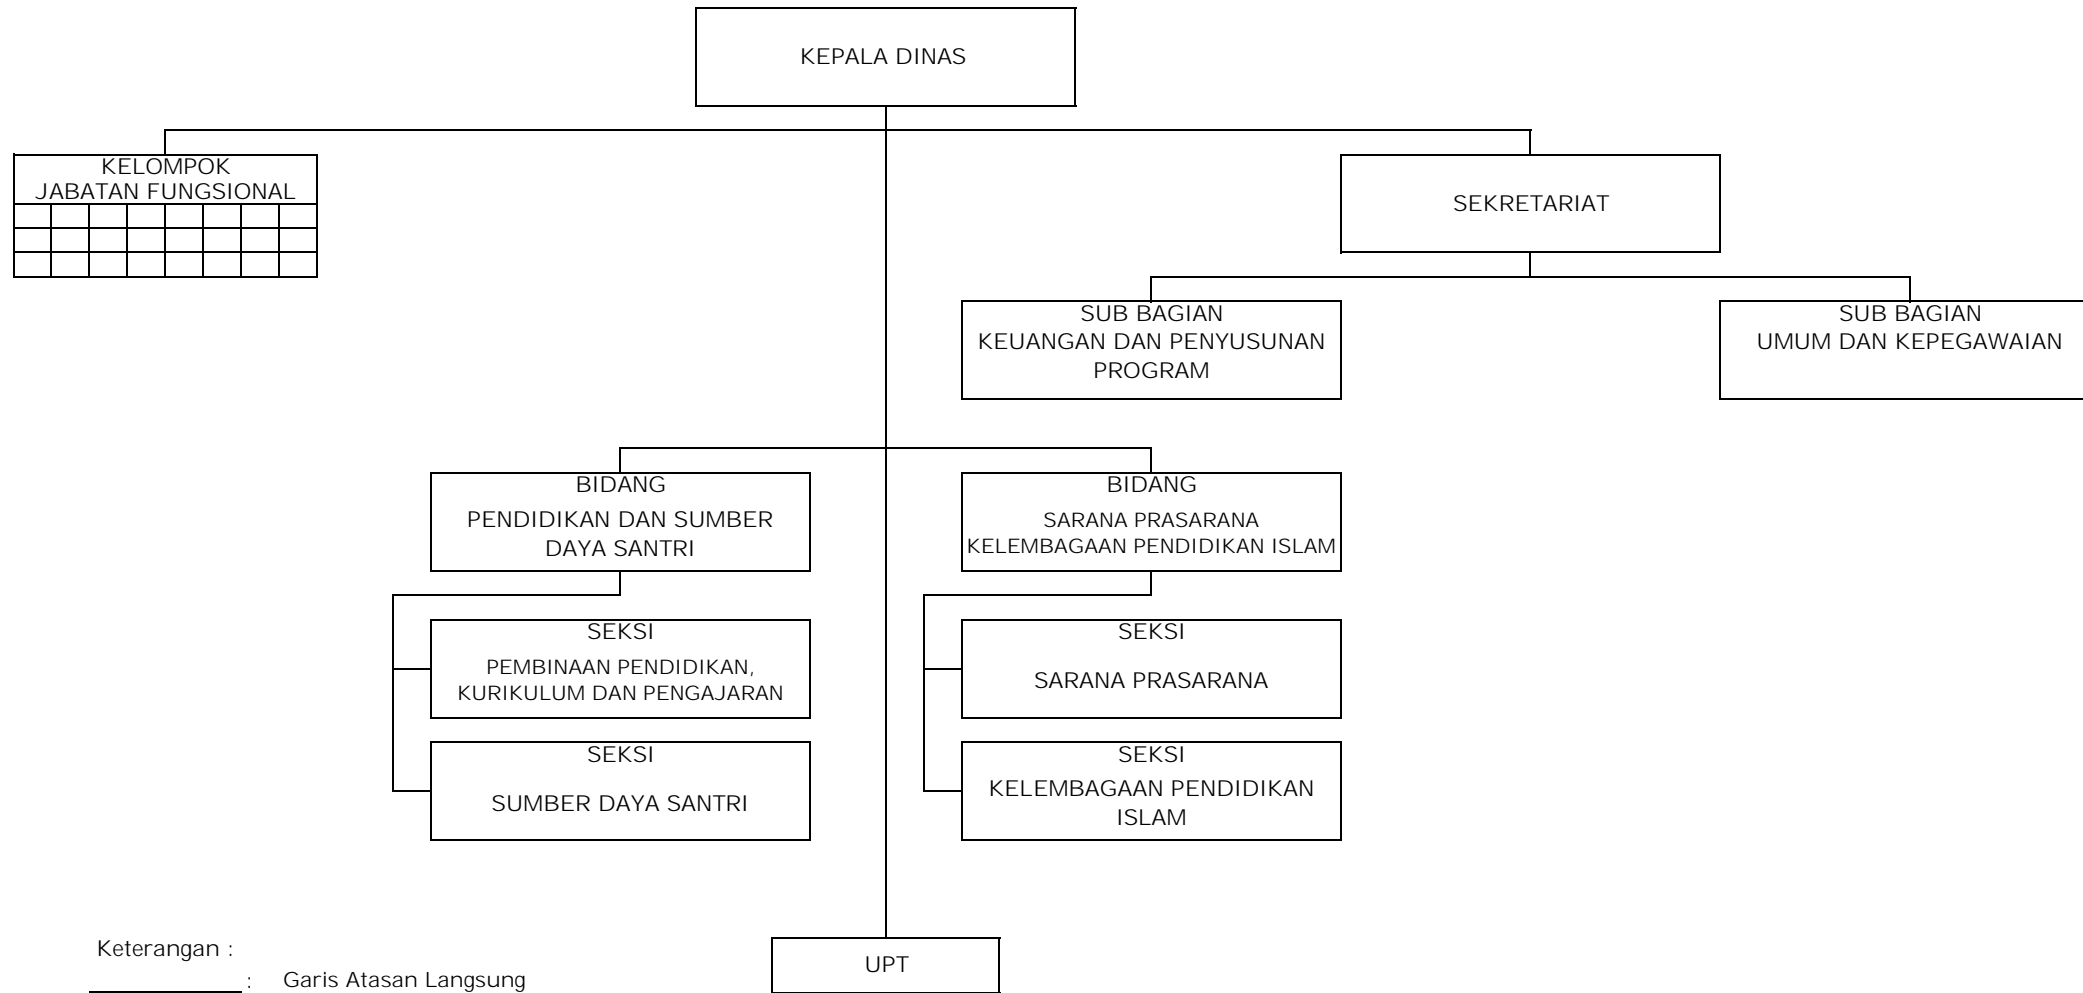 KEPALA DINAS
KELOMPOK
JABATAN FUNGSIONAL
SEKRETARIAT
SUB BAGIAN
KEUANGAN DAN PENYUSUNAN
PROGRAM
SUB BAGIAN
UMUM DAN KEPEGAWAIAN
BIDANG
PENDIDIKAN DAN SUMBER
DAYA SANTRI
BIDANG
SARANA PRASARANA
KELEMBAGAAN PENDIDIKAN ISLAM
SEKSI
PEMBINAAN PENDIDIKAN,
KURIKULUM DAN PENGAJARAN
SEKSI
SARANA PRASARANA
SEKSI
SUMBER DAYA SANTRI
SEKSI
KELEMBAGAAN PENDIDIKAN
ISLAM
UPT
Keterangan :
: Garis Atasan Langsung